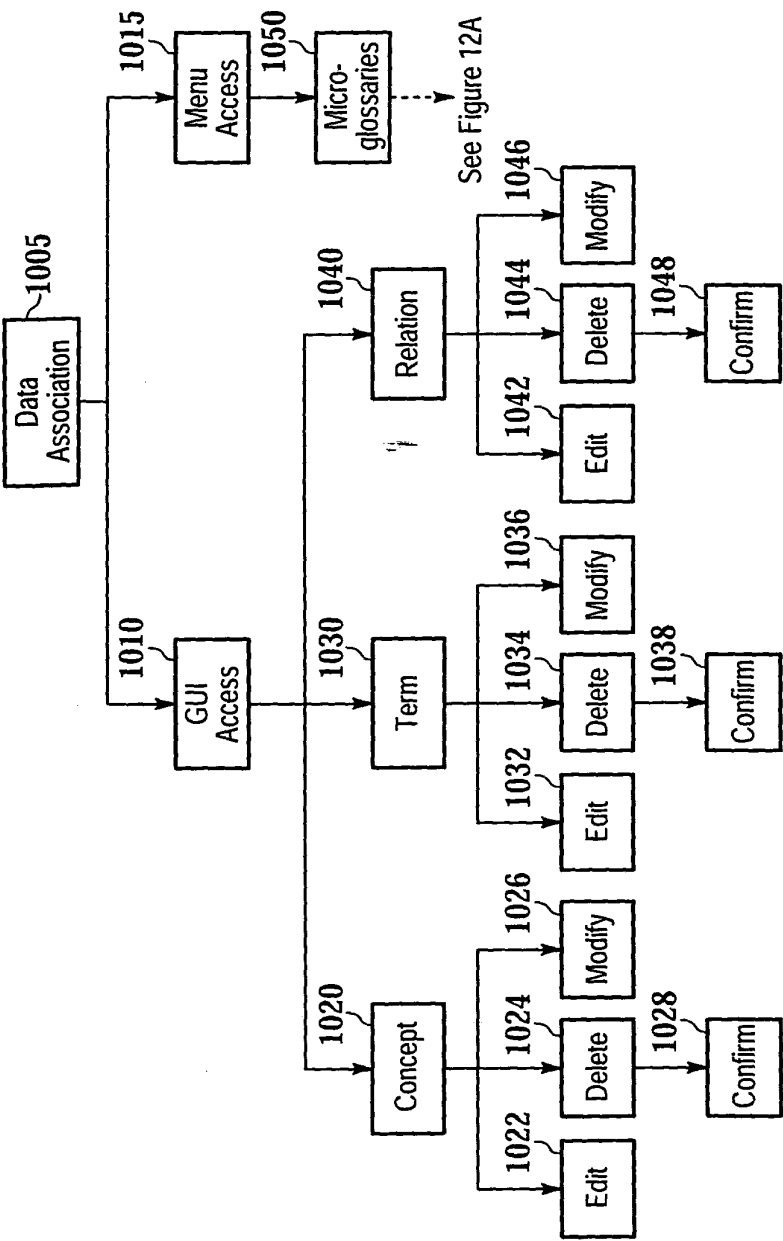 1005
Data
Association
1010
GUI
Access
1015
Menu
Access
1050
Micro-
glossaries
See Figure 12A
1020
Concept
1030
Term
1040
Relation
1022
Edit
1024
Delete
1026
Modify
1032
Edit
1034
Delete
1036
Modify
1042
Edit
1044
Delete
1046
Modify
1028
Confirm
1038
Confirm
1048
Confirm